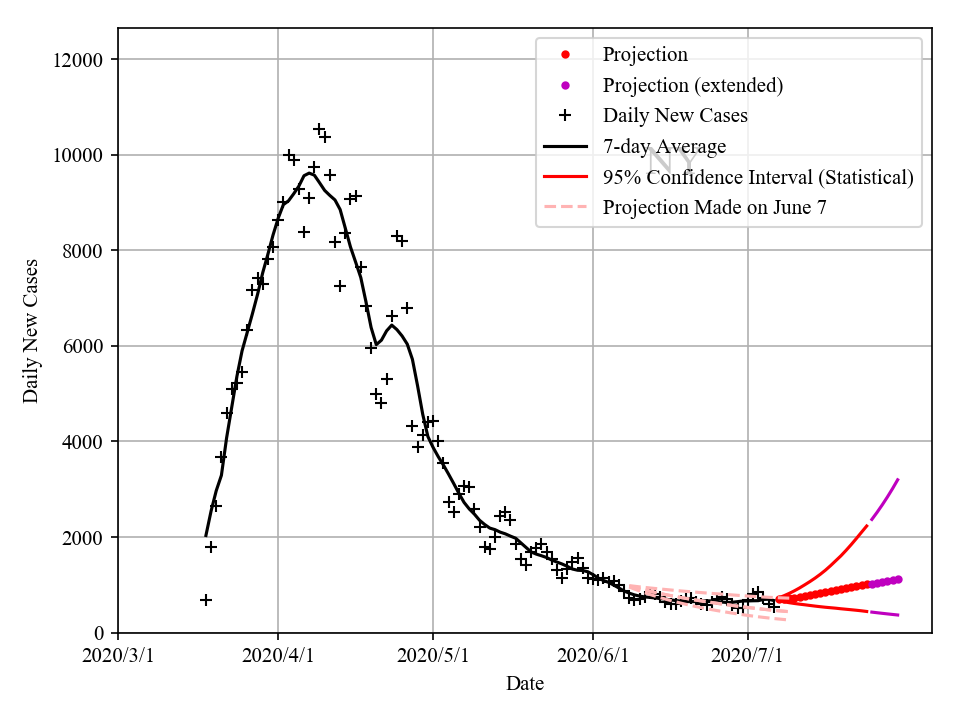 12000
10000
8000
6000
4000
2000
0
Daily New Cases
2020/3/1
2020/4/1
2020/5/1
2020/6/1
2020/7/1
Date
NY
Projection
Projection (extended)
Daily New Cases
7-day Average
95% Confidence Interval (Statistical)
Projection Made on June 7